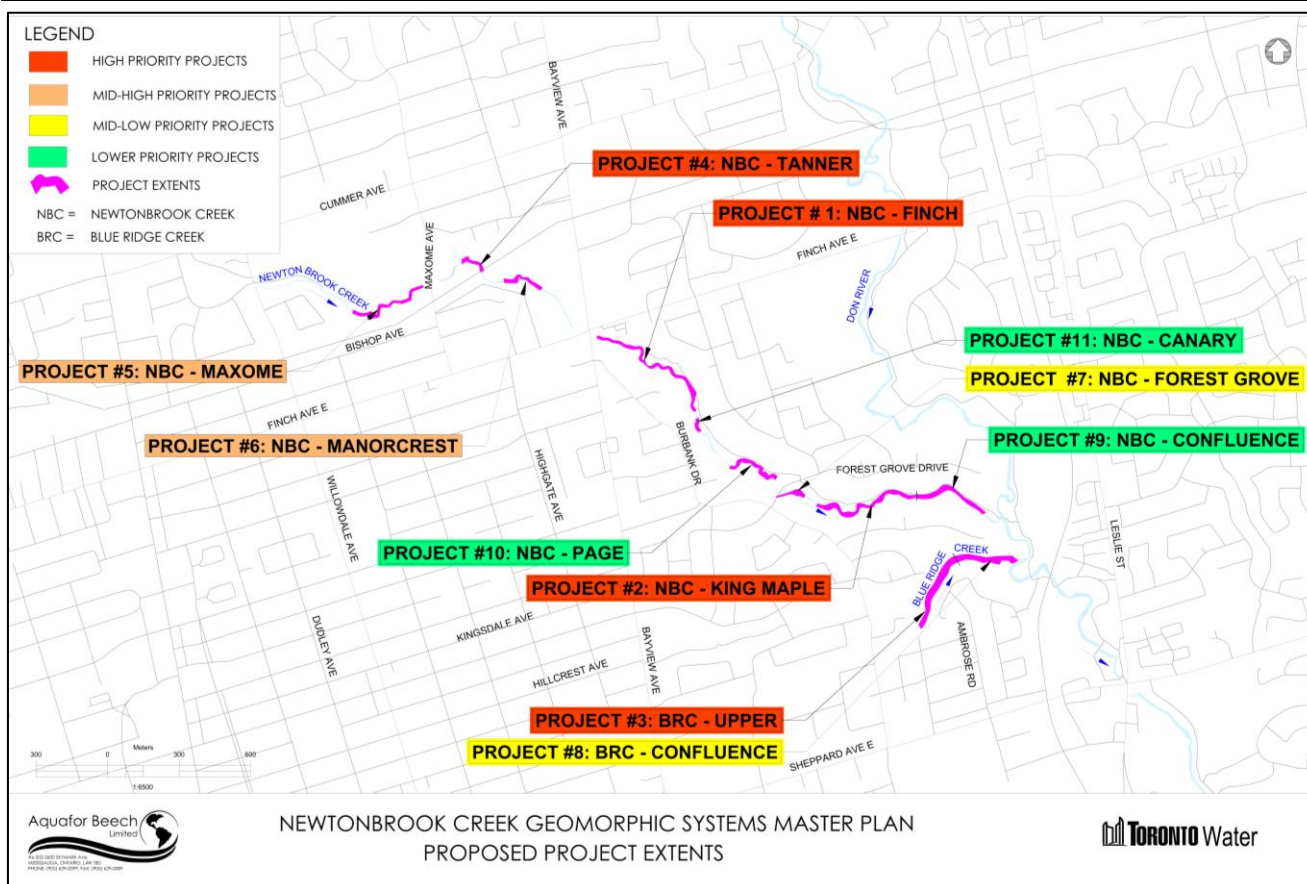 LEGEND
HIGH PRIORITY PROJECTS
MID-HIGH PRIORITY PROJECTS
MID-LOW PRIORITY PROJECTS
LOWER PRIORITY PROJECTS
PROJECT EXTENTS
NBC = NEWTONBROOK CREEK
BRC = BLUE RIDGE CREEK
BAYVIEW AVE
CUMMER AVE
MAXOME AVE
NEWTON BROOK CREEK
BISHOP AVE
FINCH AVE E
PROJECT #4: NBC - TANNER
PROJECT # 1: NBC - FINCH
FINCH AVE E
DON RIVER
PROJECT #11: NBC - CANARY
PROJECT #7: NBC - FOREST GROVE
PROJECT #9: NBC - CONFLUENCE
PROJECT #5: NBC - MAXOME
PROJECT #6: NBC - MANORCREST
BURBANK DR
FOREST GROVE DRIVE
HIGHGATE AVE
WILLOWDALE AVE
LESLIE ST
PROJECT #10: NBC - PAGE
PROJECT #2: NBC - KING MAPLE
BLUE RIDGE CREEK
DUDLEY AVE
KINGSDALE AVE
HILLCREST AVE
BAYVIEW AVE
AMBROSE RD
PROJECT #3: BRC - UPPER
PROJECT #8: BRC - CONFLUENCE
SHEPPARD AVE E
Meters
300 0 300 600
1:6500
Aquafor Beech
Limited
NEWTONBROOK CREEK GEOMORPHIC SYSTEMS MASTER PLAN
PROPOSED PROJECT EXTENTS
TORONTO Water